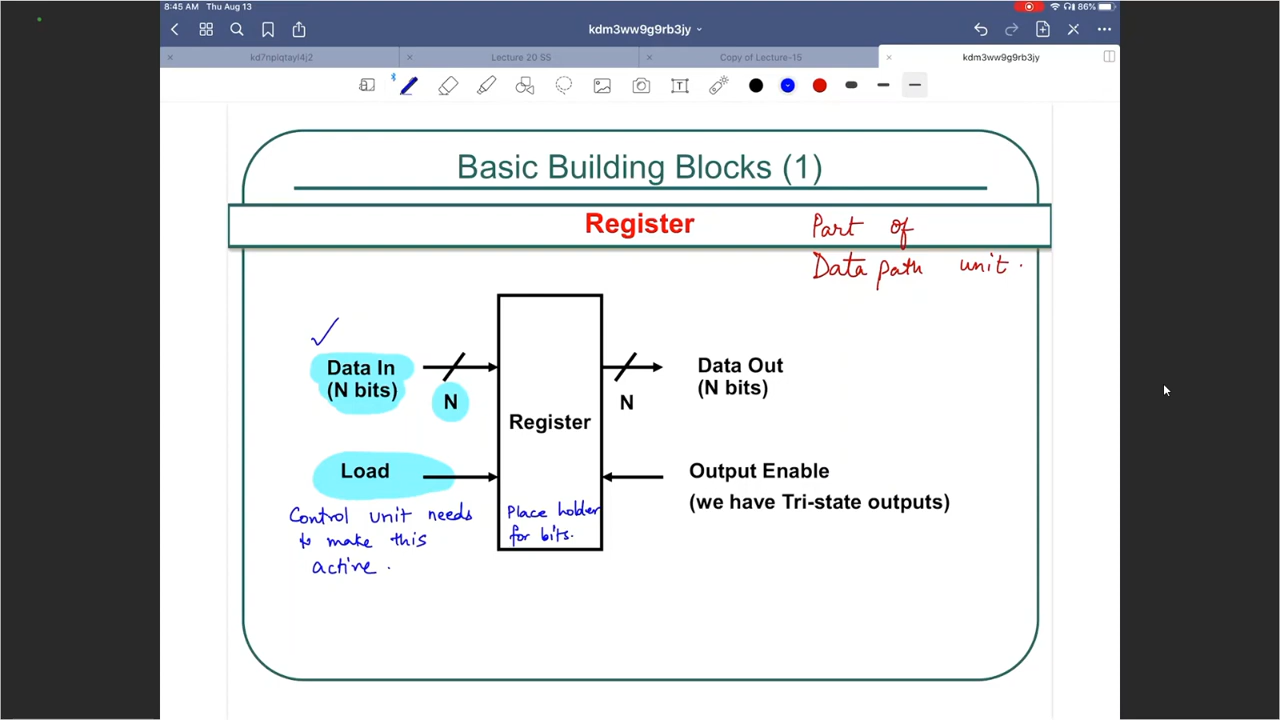 8:45 AM Thu Aug 13
86%
kdm3ww9g9rb3jy
kd7nplqtayl4j2
Lecture 20 SS
Copy of Lecture-15
kdm3ww9g9rb3jy
Basic Building Blocks (1)
Register
Part of
Data path unit.
Data In
(N bits)
N
Register
N
Data Out
(N bits)
Load
Output Enable
(we have Tri-state outputs)
Control unit needs
to make this
active.
Place holder
for bits.